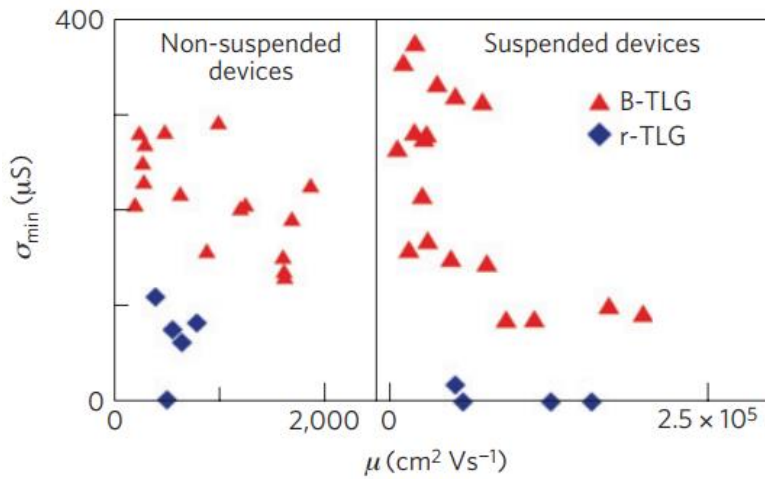 400
Non-suspended
devices
Suspended devices
B-TLG
r-TLG
σmin (μS)
0
0
2,000
0
2.5 × 10⁵
μ (cm² Vs⁻¹)